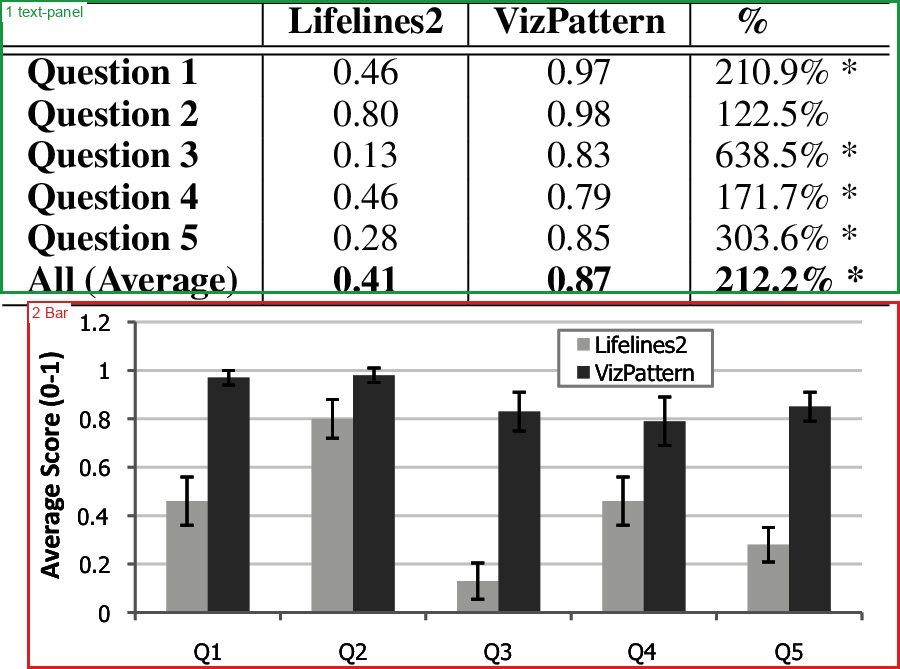 1 text-panel
Lifelines2 VizPattern %
Question 1 0.46 0.97 210.9% *
Question 2 0.80 0.98 122.5%
Question 3 0.13 0.83 638.5% *
Question 4 0.46 0.79 171.7% *
Question 5 0.28 0.85 303.6% *
All (Average) 0.41 0.87 212.2% *
2 Bar
Average Score (0-1)
1.2
1
0.8
0.6
0.4
0.2
0
Lifelines2
VizPattern
Q1 Q2 Q3 Q4 Q5